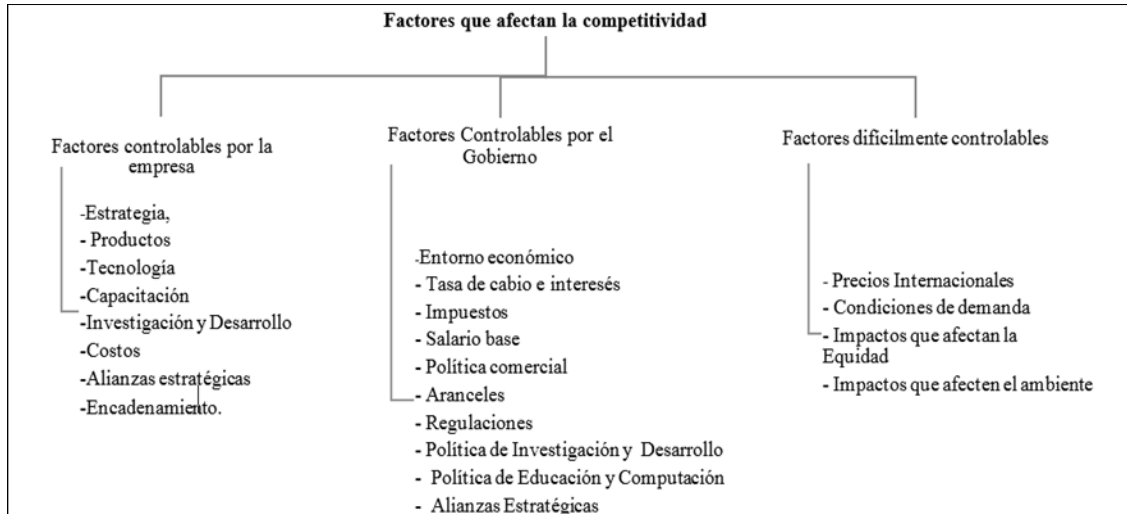 Factores que afectan la competitividad
Factores controlables por la
empresa
-Estrategia,
- Productos
-Tecnología
-Capacitación
-Investigación y Desarrollo
-Costos
-Alianzas estratégicas
-Encadenamiento.
Factores Controlables por el
Gobierno
-Entorno económico
- Tasa de cabio e interés
- Impuestos
- Salario base
- Política comercial
- Aranceles
- Regulaciones
- Política de Investigación y Desarrollo
- Política de Educación y Computación
- Alianzas Estratégicas
Factores difícilmente controlables
- Precios Internacionales
- Condiciones de demanda
- Impactos que afectan la
Equidad
- Impactos que afecten el ambiente